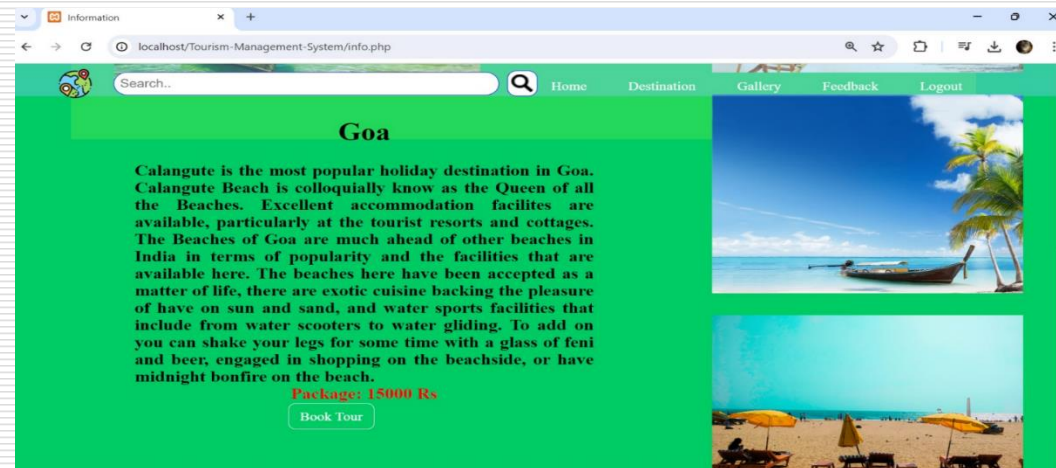 Information
localhost/Tourism-Management-System/info.php
Search..
Home
Destination
Gallery
Feedback
Logout
Goa
Calangute is the most popular holiday destination in Goa.
Calangute Beach is colloquially know as the Queen of all
the Beaches. Excellent accommodation facilites are
available, particularly at the tourist resorts and cottages.
The Beaches of Goa are much ahead of other beaches in
India in terms of popularity and the facilities that are
available here. The beaches here have been accepted as a
matter of life, there are exotic cuisine backing the pleasure
of have on sun and sand, and water sports facilities that
include from water scooters to water gliding. To add on
you can shake your legs for some time with a glass of feni
and beer, engaged in shopping on the beachside, or have
midnight bonfire on the beach.
Package: 15000 Rs
Book Tour